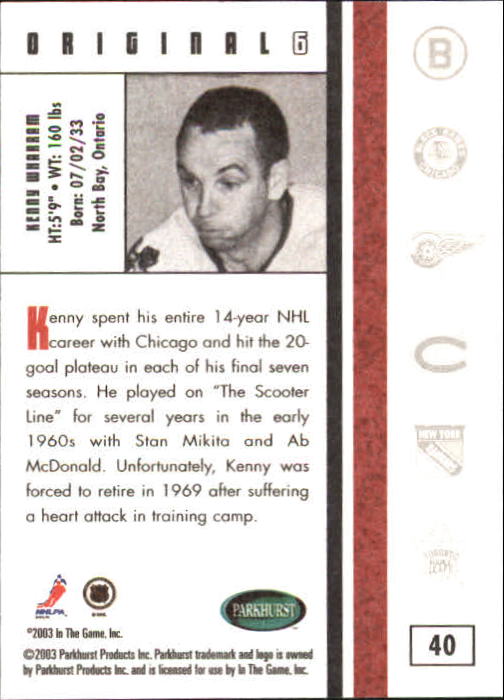 ORIGINAL 6
KENNY WHARRAM
HT:5'9" • WT: 160 lbs
Born: 07/02/33
North Bay, Ontario
Kenny spent his entire 14-year NHL
career with Chicago and hit the 20-
goal plateau in each of his final seven
seasons. He played on "The Scooter
Line" for several years in the early
1960s with Stan Mikita and Ab
McDonald. Unfortunately, Kenny was
forced to retire in 1969 after suffering
a heart attack in training camp.
B
C
NEW YORK
TORONTO
NHLPA
PARKHURST
©2003 In The Game, Inc.
©2003 Parkhurst Products Inc. Parkhurst trademark and logo is owned
by Parkhurst Products Inc. and is licensed for use by In The Game, Inc.
40